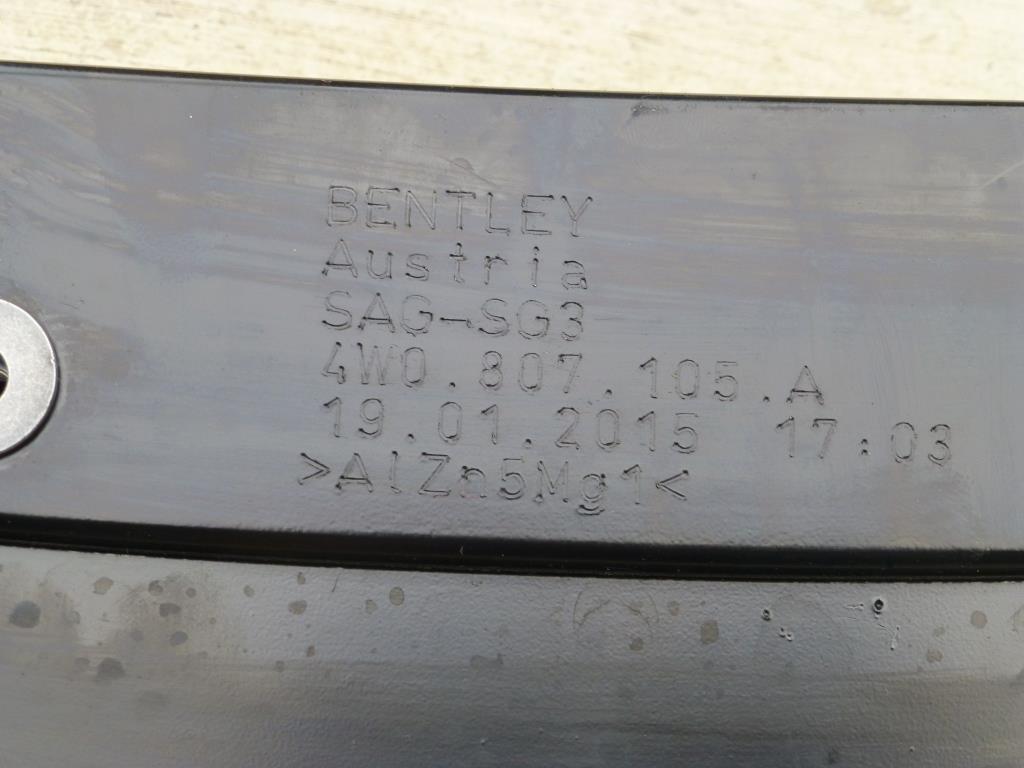 BENTLEY
Austria
SAG-SG3
4W0.807.105.A
19.01.2015 17:03
>AlZn5Mg1<